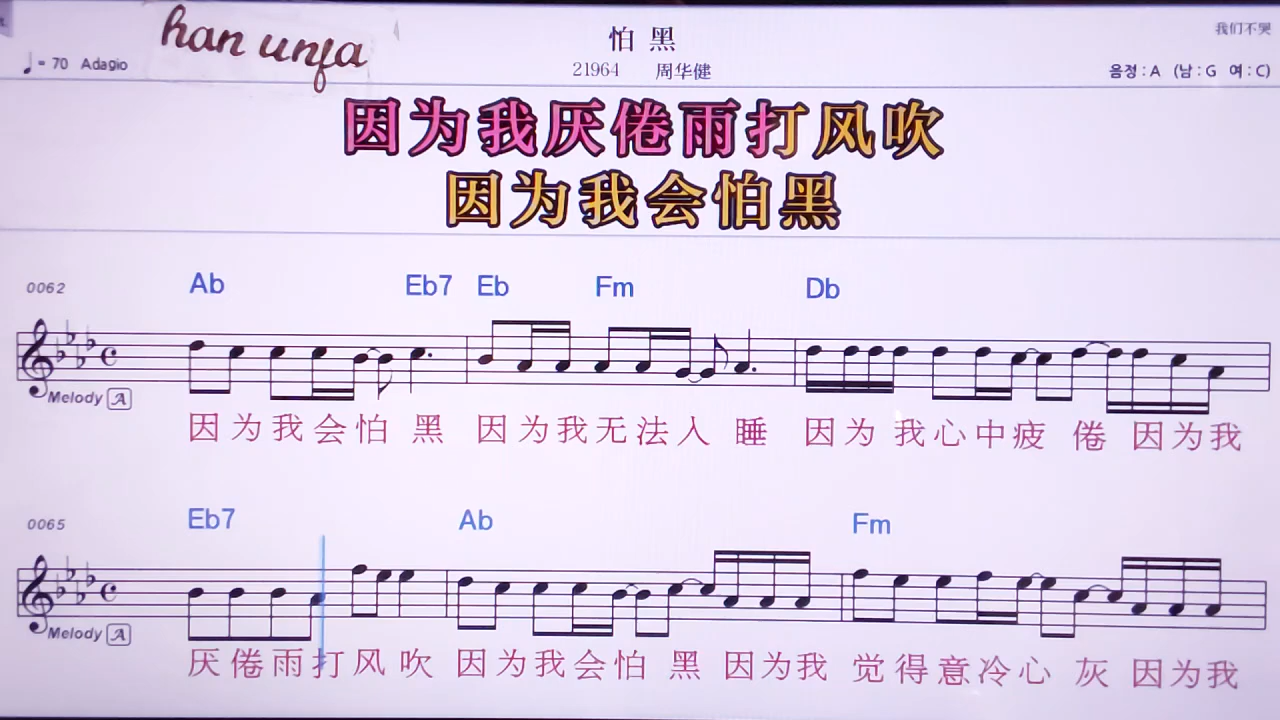 han unfa
怕 黑
我们不哭
♩= 70 Adagio
21964 周华健
음정 : A (남 : G 여 : C)
因为我厌倦雨打风吹
因为我会怕黑
0062 Ab Eb7 Eb Fm Db
Melody A
因为我会怕 黑 因为我无法入 睡 因为 我心中疲 倦 因为我
0065 Eb7 Ab Fm
Melody A
厌倦雨打风 吹 因为我会怕 黑 因为我 觉得意冷心 灰 因为我